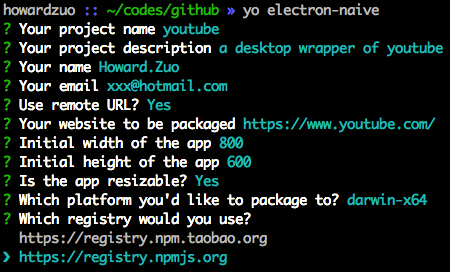 howardzuo :: ~/codes/github » yo electron-naive
? Your project name youtube
? Your project description a desktop wrapper of youtube
? Your name Howard.Zuo
? Your email xxx@hotmail.com
? Use remote URL? Yes
? Your website to be packaged https://www.youtube.com/
? Initial width of the app 800
? Initial height of the app 600
? Is the app resizable? Yes
? Which platform you'd like to package to? darwin-x64
? Which registry would you use?
https://registry.npm.taobao.org
❯ https://registry.npmjs.org